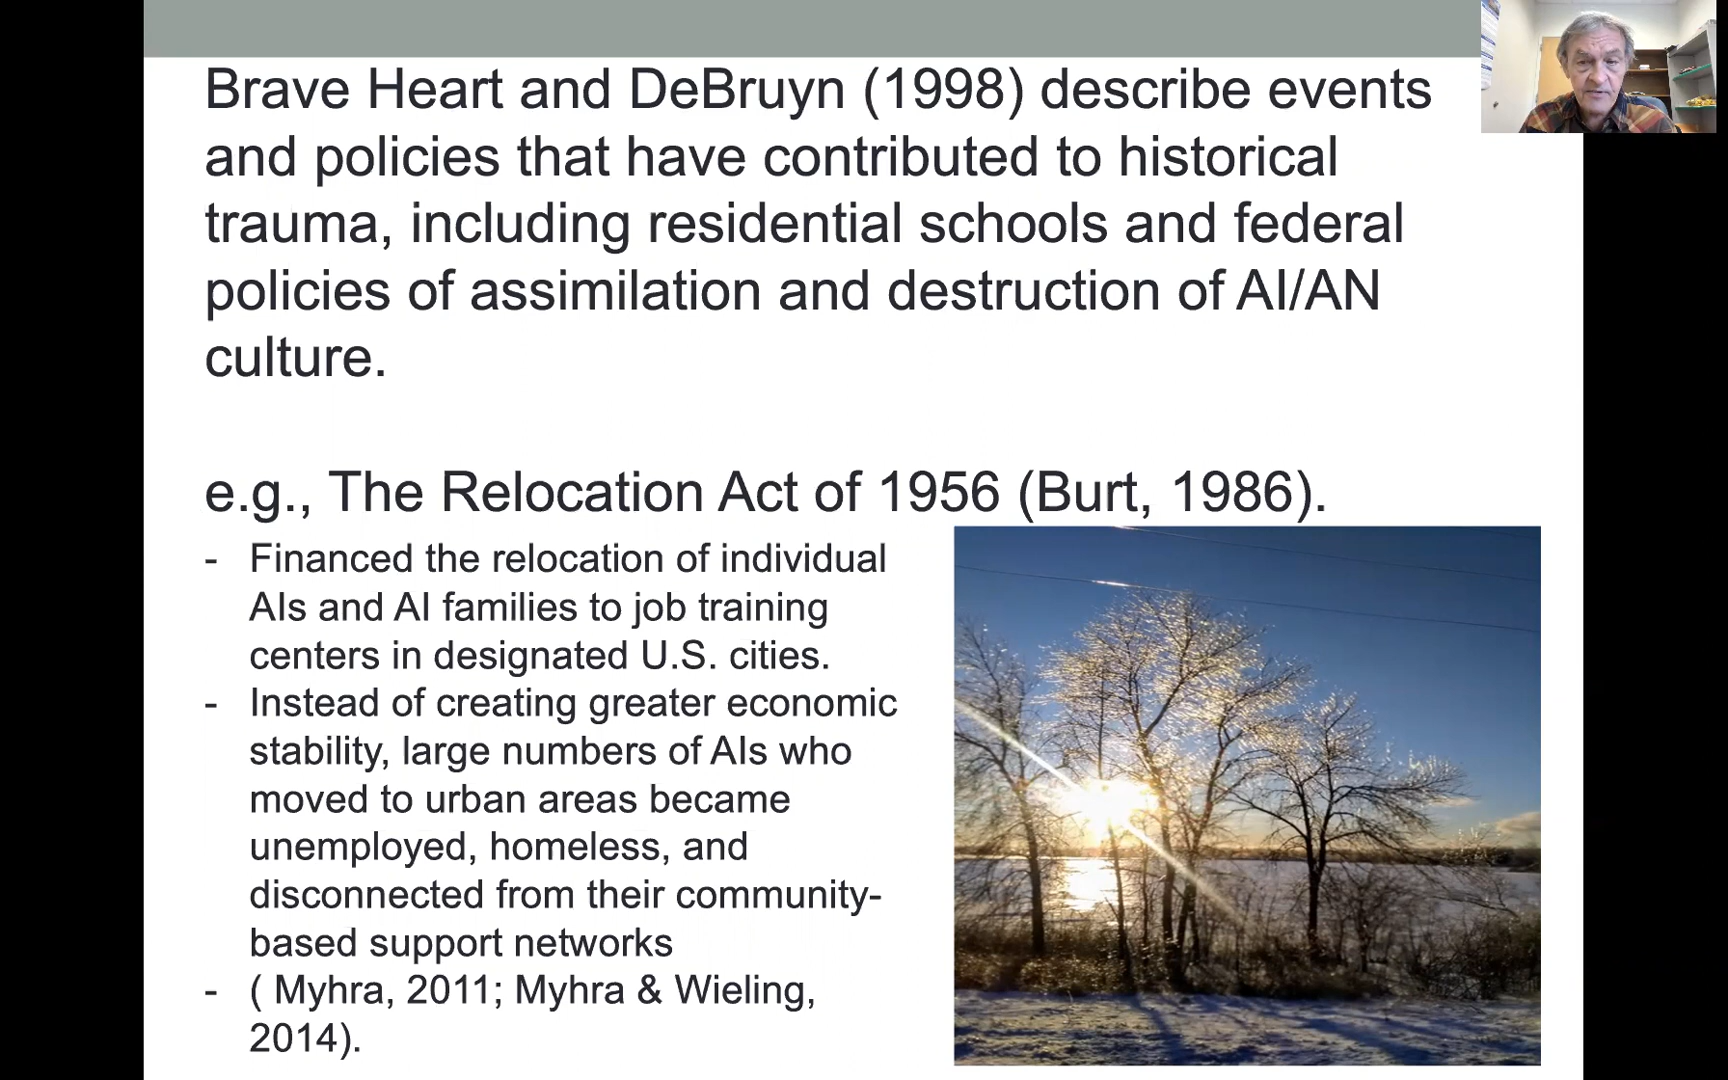 Brave Heart and DeBruyn (1998) describe events
and policies that have contributed to historical
trauma, including residential schools and federal
policies of assimilation and destruction of AI/AN
culture.
e.g., The Relocation Act of 1956 (Burt, 1986).
- Financed the relocation of individual
AIs and AI families to job training
centers in designated U.S. cities.
- Instead of creating greater economic
stability, large numbers of AIs who
moved to urban areas became
unemployed, homeless, and
disconnected from their community-
based support networks
- ( Myhra, 2011; Myhra & Wieling,
2014).